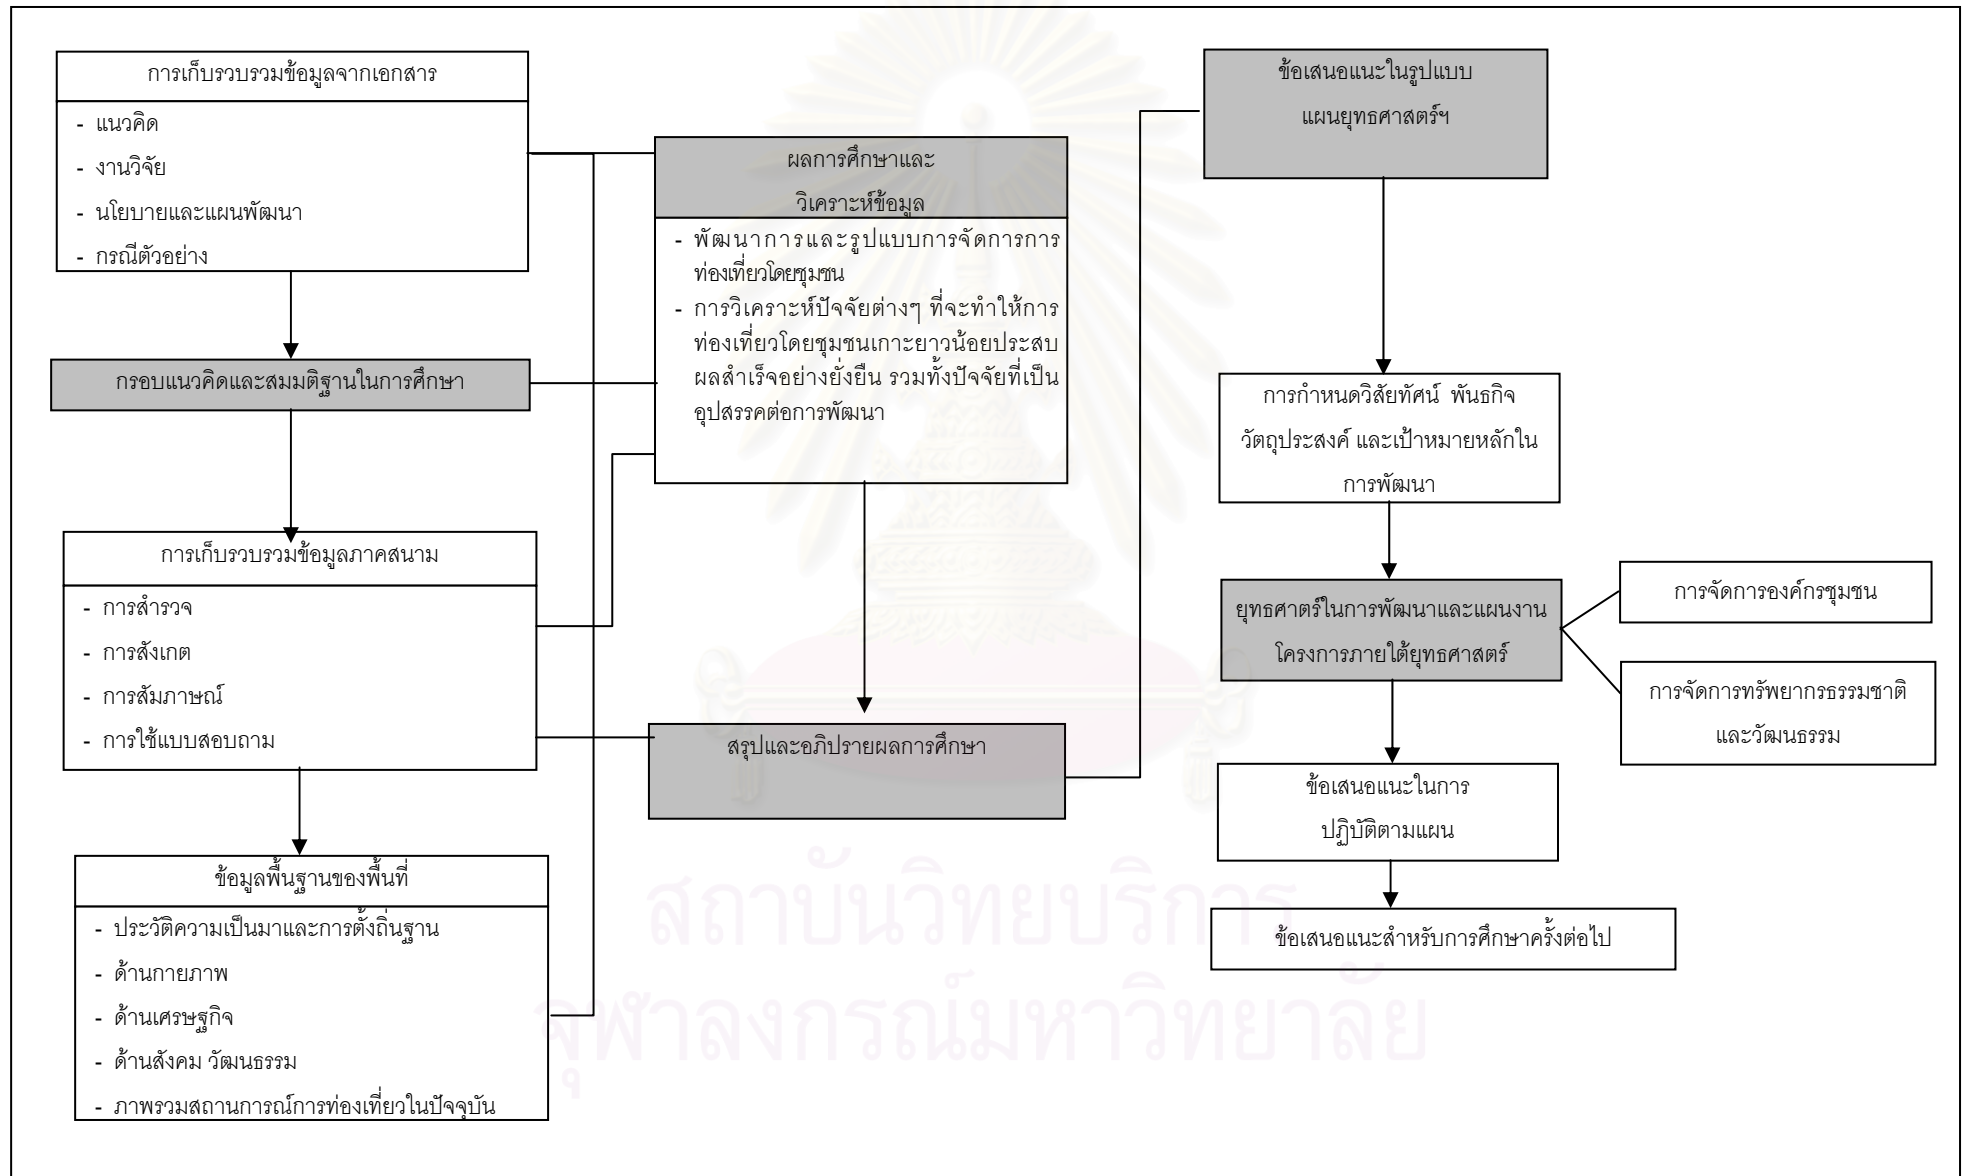 การเก็บรวบรวมข้อมูลจากเอกสาร
- แนวคิด
- งานวิจัย
- นโยบายและแผนพัฒนา
- กรณีตัวอย่าง
กรอบแนวคิดและสมมติฐานในการศึกษา
การเก็บรวบรวมข้อมูลภาคสนาม
- การสำรวจ
- การสังเกต
- การสัมภาษณ์
- การใช้แบบสอบถาม
ข้อมูลพื้นฐานของพื้นที่
- ประวัติความเป็นมาและการตั้งถิ่นฐาน
- ด้านกายภาพ
- ด้านเศรษฐกิจ
- ด้านสังคม วัฒนธรรม
- ภาพรวมสถานการณ์การท่องเที่ยวในปัจจุบัน
ผลการศึกษาและ
วิเคราะห์ข้อมูล
- พัฒนาการและรูปแบบการจัดการการ
ท่องเที่ยวโดยชุมชน
- การวิเคราะห์ปัจจัยต่างๆ ที่จะทำให้การ
ท่องเที่ยวโดยชุมชนเกาะยาวน้อยประสบ
ผลสำเร็จอย่างยั่งยืน รวมทั้งปัจจัยที่เป็น
อุปสรรคต่อการพัฒนา
สรุปและอภิปรายผลการศึกษา
ข้อเสนอแนะในรูปแบบ
แผนยุทธศาสตร์ฯ
การกำหนดวิสัยทัศน์ พันธกิจ
วัตถุประสงค์ และเป้าหมายหลักใน
การพัฒนา
ยุทธศาตร์ในการพัฒนาและแผนงาน
โครงการภายใต้ยุทธศาสตร์
การจัดการองค์กรชุมชน
การจัดการทรัพยากรธรรมชาติ
และวัฒนธรรม
ข้อเสนอแนะในการ
ปฏิบัติตามแผน
ข้อเสนอแนะสำหรับการศึกษาครั้งต่อไป
สถาบันวิทยบริการ
จุฬาลงกรณ์มหาวิทยาลัย